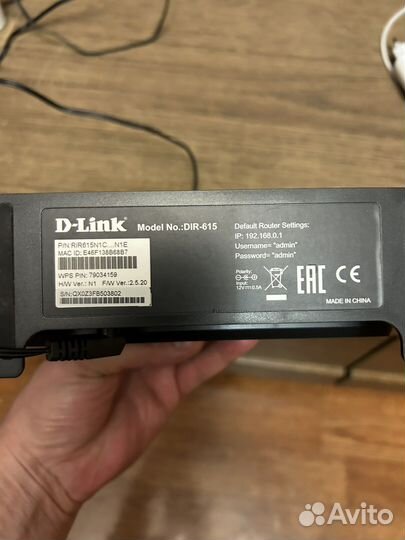 D-Link
Model No.:DIR-615
P/N RIR615N1C....N1E
MAC ID: E46F138B68B7
WPS PIN: 79034159
H/W Ver.: N1 F/W Ver.: 2.5.20
S/N:QX0Z3FB503802
Default Router Settings:
IP: 192.168.0.1
Username= "admin"
Password= "admin"
Polarity:
Input:
12V⎓0.5A
EAC
MADE IN CHINA
Avito